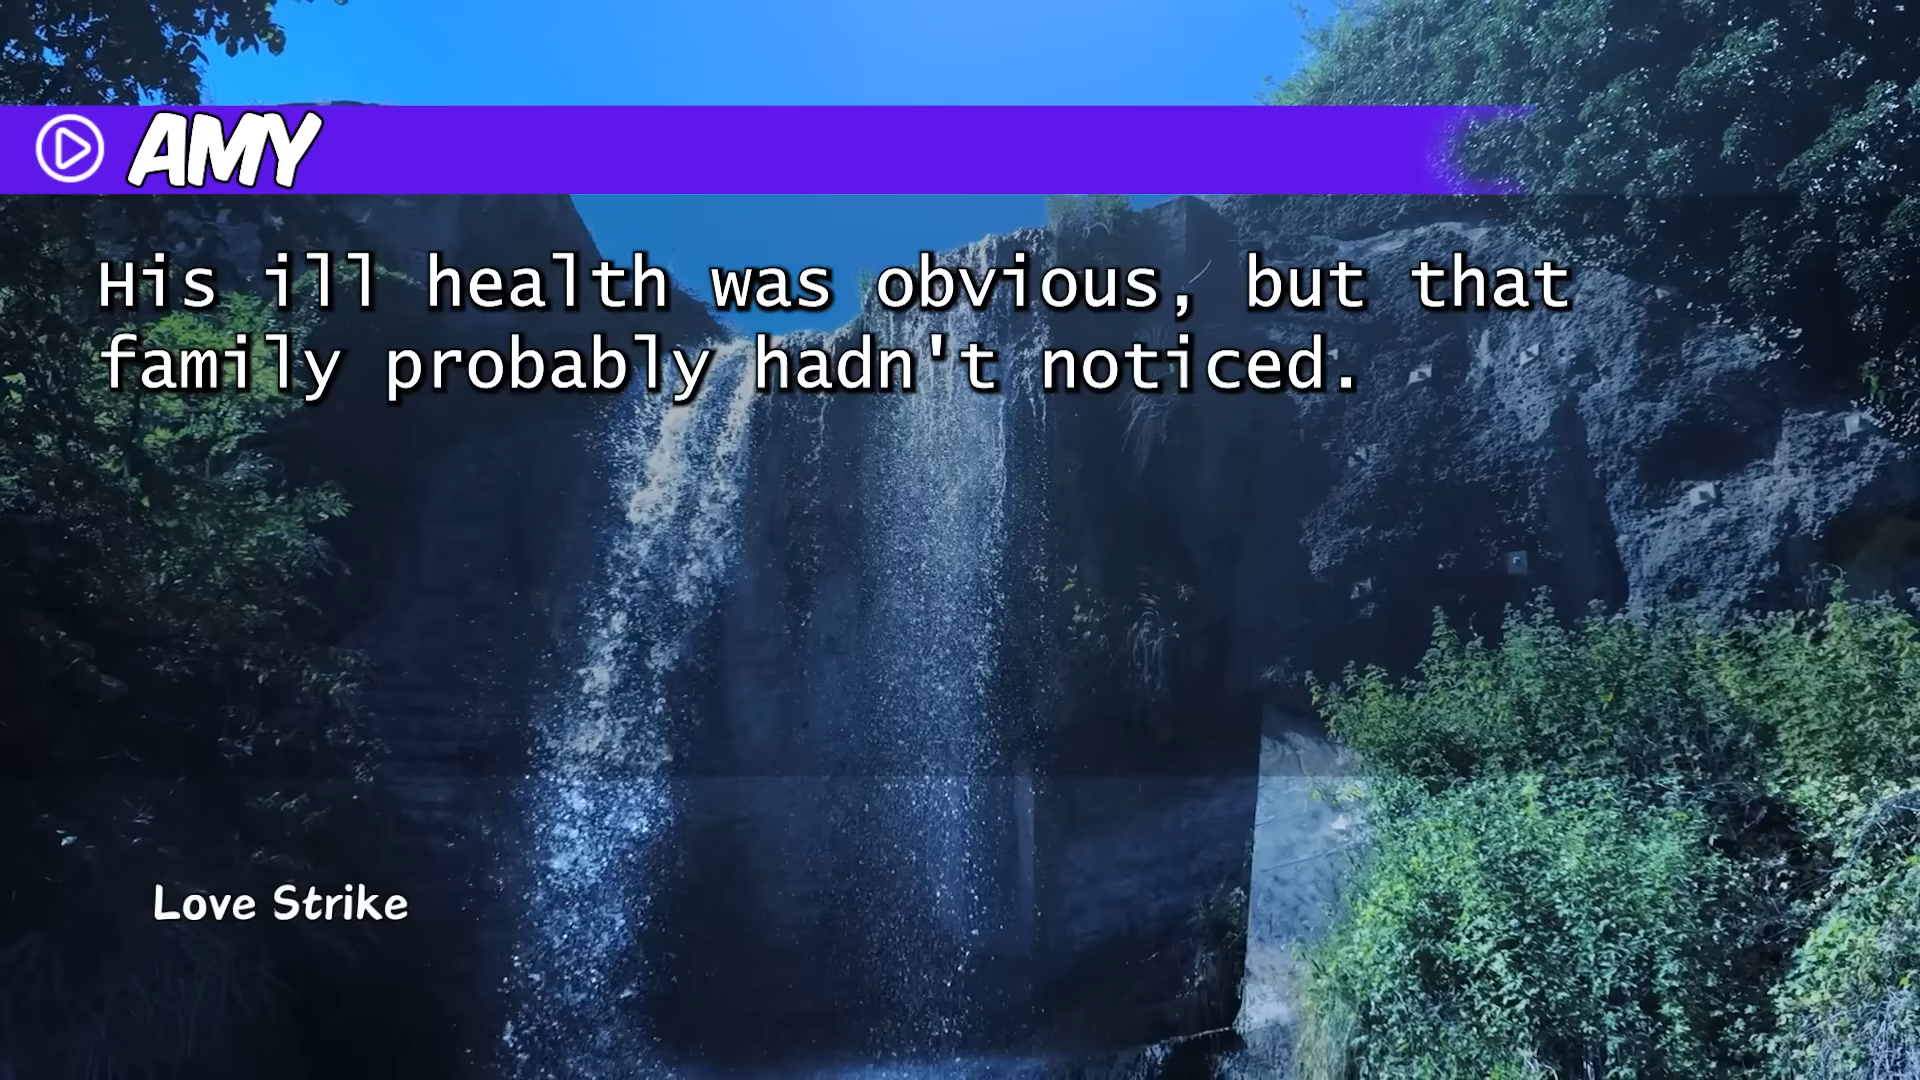 AMY
His ill health was obvious, but that
family probably hadn't noticed.
Love Strike